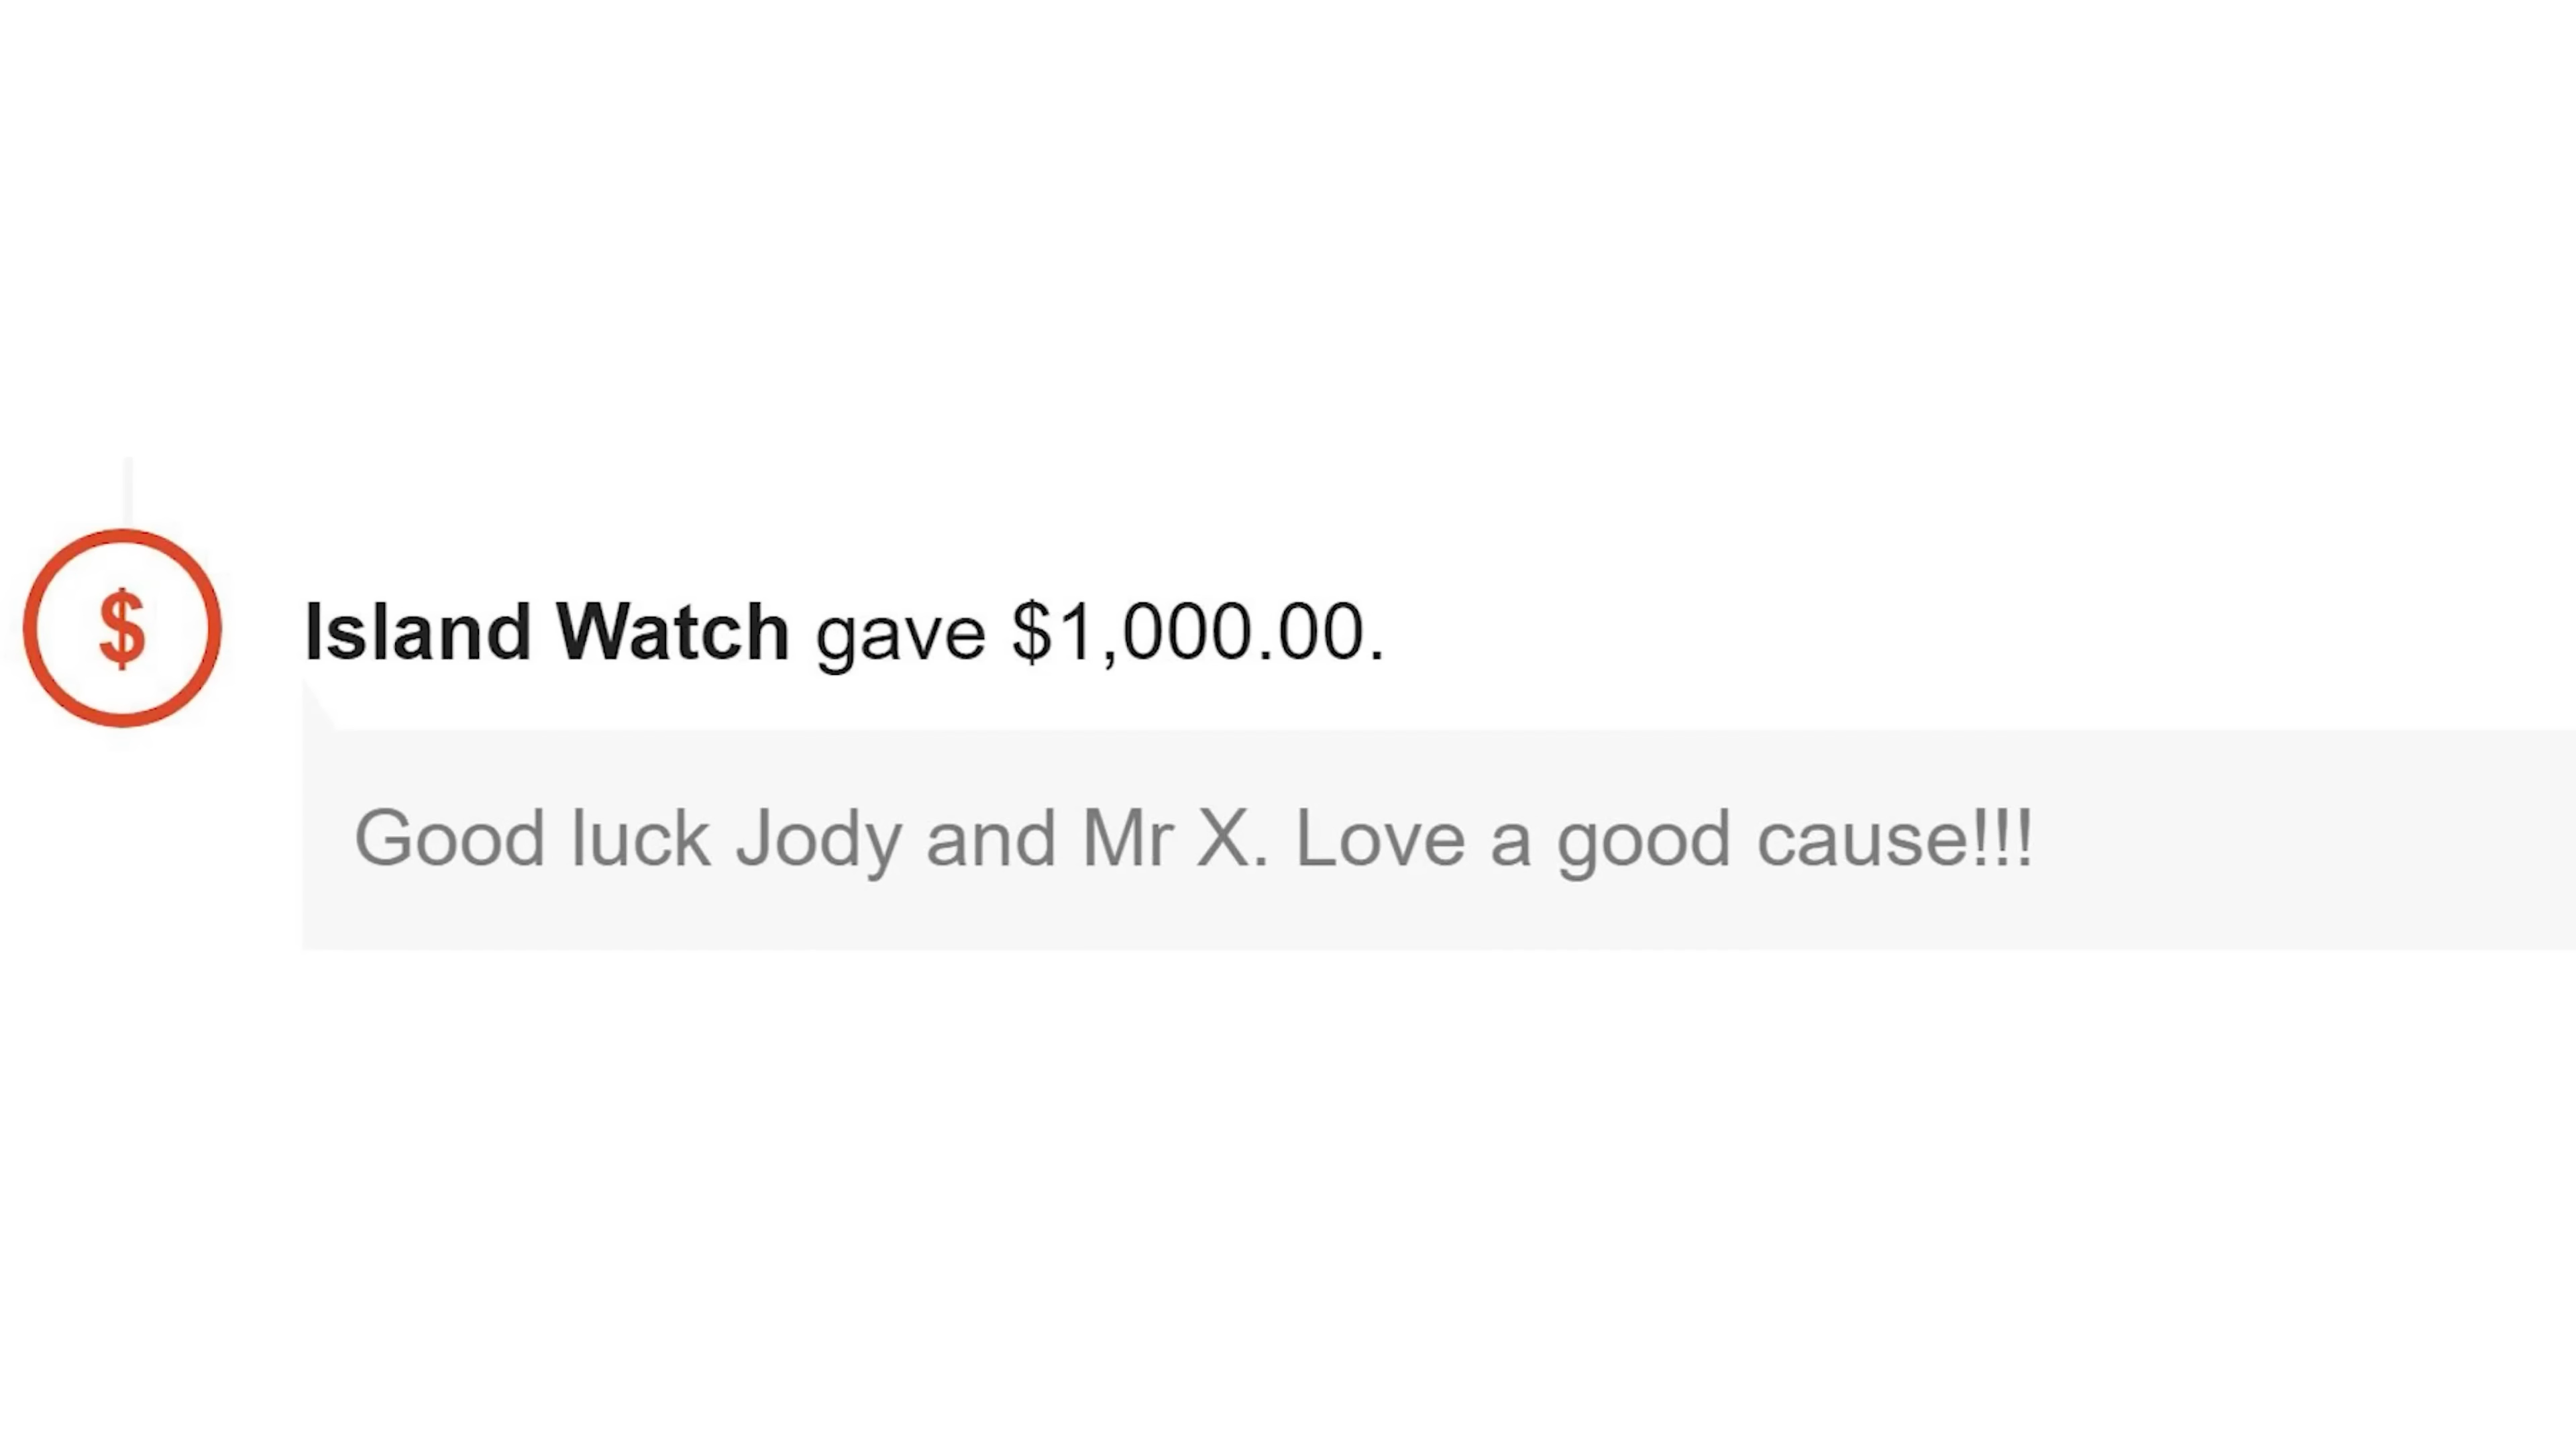 $
Island Watch gave $1,000.00.
Good luck Jody and Mr X. Love a good cause!!!